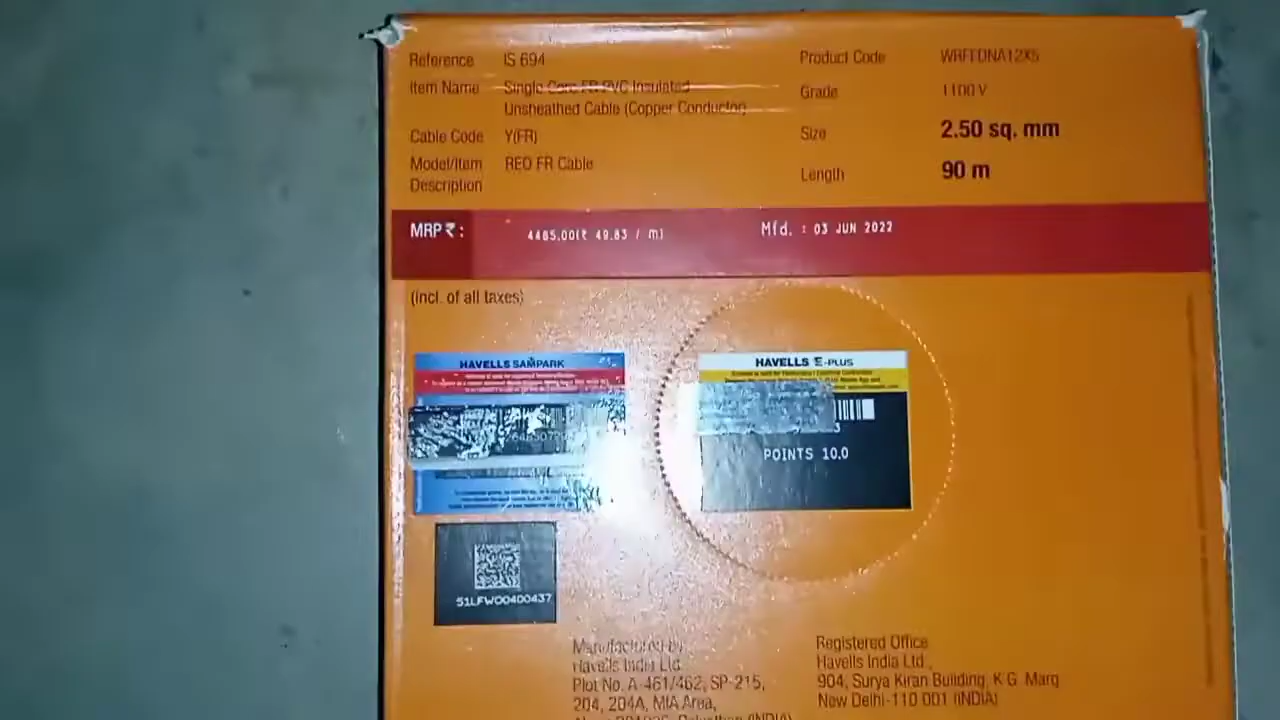 Reference IS 694
Item Name Single Core FR PVC Insulated
Unsheathed Cable (Copper Conductor)
Cable Code Y(FR)
Model/Item REO FR Cable
Description
Product Code WRFFDNA12X5
Grade 1100 V
Size 2.50 sq. mm
Length 90 m
MRP ₹ : 4485.00(₹ 49.83 / m) Mfd. : 03 JUN 2022
(incl. of all taxes)
HAVELLS SAMPARK
HAVELLS E-PLUS
POINTS 10.0
51LFW00400437
Manufactured by
Havells India Ltd.
Plot No. A-461/462, SP-215,
204, 204A, MIA Area,
Registered Office
Havells India Ltd.,
904, Surya Kiran Building, K.G. Marg
New Delhi-110 001 (INDIA)